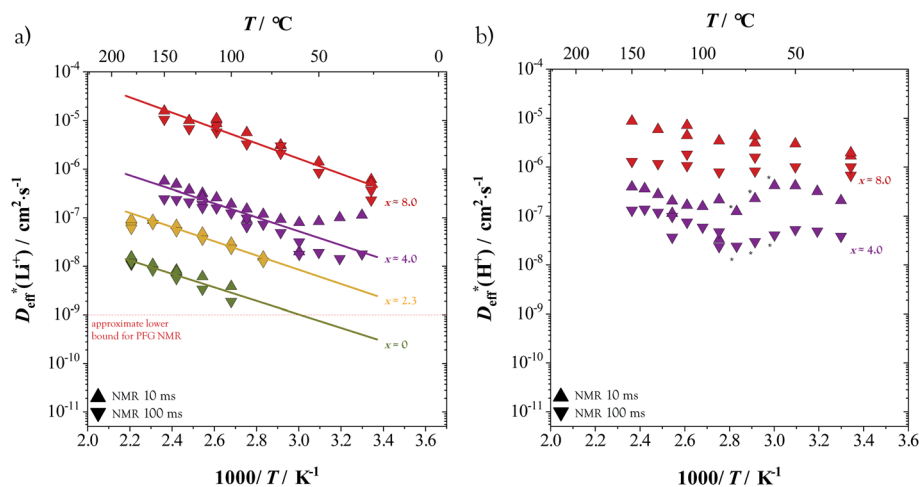 a)
T / °C
200 150 100 50 0
10⁻⁴
10⁻⁵
10⁻⁶
10⁻⁷
10⁻⁸
10⁻⁹
10⁻¹⁰
10⁻¹¹
D*eff(Li⁺) / cm²·s⁻¹
x = 8.0
x = 4.0
x = 2.3
x = 0
approximate lower
bound for PFG NMR
NMR 10 ms
NMR 100 ms
2.0 2.2 2.4 2.6 2.8 3.0 3.2 3.4 3.6
1000/ T / K⁻¹
b)
T / °C
200 150 100 50
10⁻⁴
10⁻⁵
10⁻⁶
10⁻⁷
10⁻⁸
10⁻⁹
10⁻¹⁰
10⁻¹¹
D*eff(H⁺) / cm²·s⁻¹
x = 8.0
x = 4.0
* * *
* * *
NMR 10 ms
NMR 100 ms
2.0 2.2 2.4 2.6 2.8 3.0 3.2 3.4 3.6
1000/ T / K⁻¹